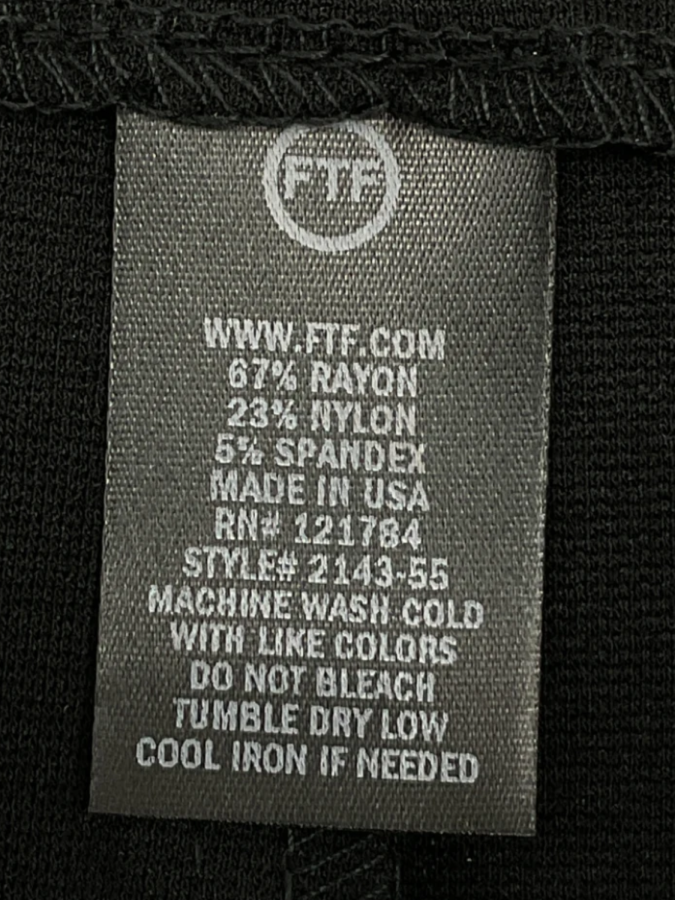 FTF
WWW.FTF.COM
67% RAYON
23% NYLON
5% SPANDEX
MADE IN USA
RN# 121784
STYLE# 2143-55
MACHINE WASH COLD
WITH LIKE COLORS
DO NOT BLEACH
TUMBLE DRY LOW
COOL IRON IF NEEDED